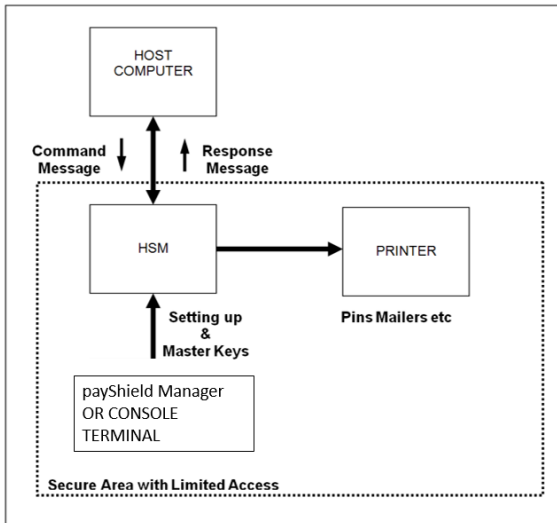 HOST
COMPUTER
Command
Message
Response
Message
HSM
PRINTER
Setting up
&
Master Keys
Pins Mailers etc
payShield Manager
OR CONSOLE
TERMINAL
Secure Area with Limited Access